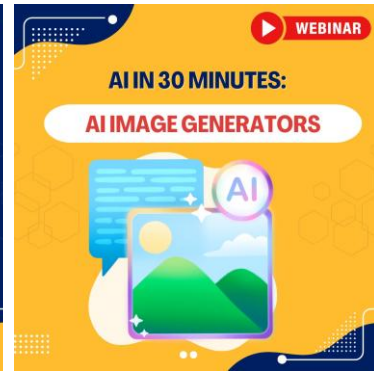 WEBINAR
AI IN 30 MINUTES:
AI IMAGE GENERATORS
AI